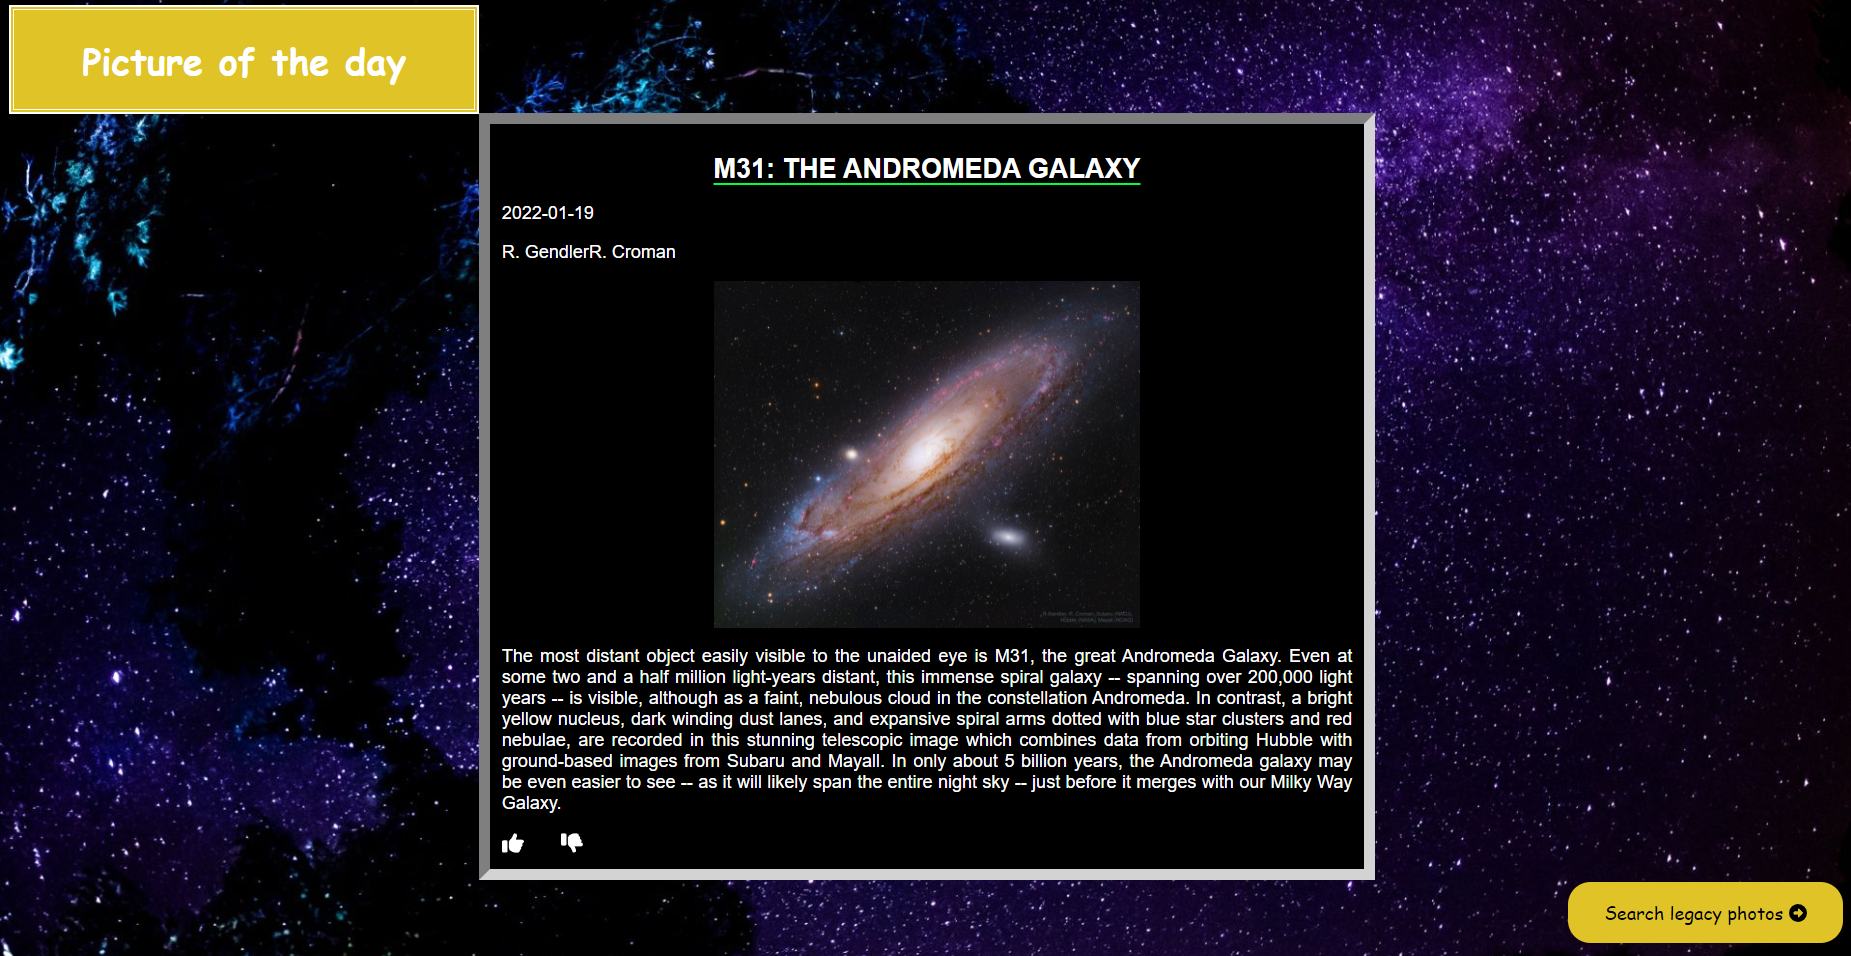 Picture of the day
M31: THE ANDROMEDA GALAXY
2022-01-19
R. GendlerR. Croman
The most distant object easily visible to the unaided eye is M31, the great Andromeda Galaxy. Even at
some two and a half million light-years distant, this immense spiral galaxy -- spanning over 200,000 light
years -- is visible, although as a faint, nebulous cloud in the constellation Andromeda. In contrast, a bright
yellow nucleus, dark winding dust lanes, and expansive spiral arms dotted with blue star clusters and red
nebulae, are recorded in this stunning telescopic image which combines data from orbiting Hubble with
ground-based images from Subaru and Mayall. In only about 5 billion years, the Andromeda galaxy may
be even easier to see -- as it will likely span the entire night sky -- just before it merges with our Milky Way
Galaxy.
Search legacy photos